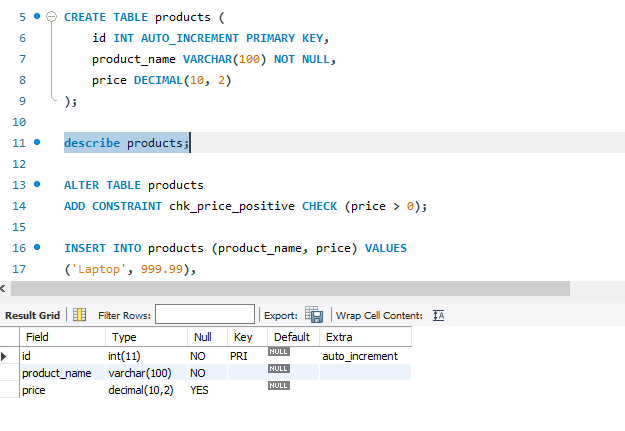 5 CREATE TABLE products (
6 id INT AUTO_INCREMENT PRIMARY KEY,
7 product_name VARCHAR(100) NOT NULL,
8 price DECIMAL(10, 2)
9 );
10
11 describe products;
12
13 ALTER TABLE products
14 ADD CONSTRAINT chk_price_positive CHECK (price > 0);
15
16 INSERT INTO products (product_name, price) VALUES
17 ('Laptop', 999.99),
Result Grid Filter Rows: Export: Wrap Cell Content: IA
Field Type Null Key Default Extra
id int(11) NO PRI NULL auto_increment
product_name varchar(100) NO NULL
price decimal(10,2) YES NULL